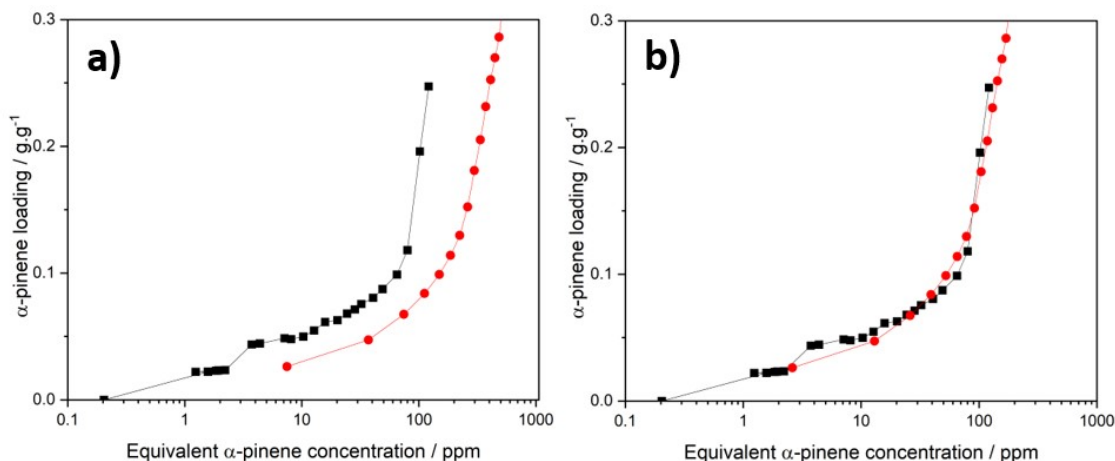 a)
0.3
0.2
0.1
0.0
α-pinene loading / g.g⁻¹
0.1 1 10 100 1000
Equivalent α-pinene concentration / ppm
b)
0.3
0.2
0.1
0.0
α-pinene loading / g.g⁻¹
0.1 1 10 100 1000
Equivalent α-pinene concentration / ppm